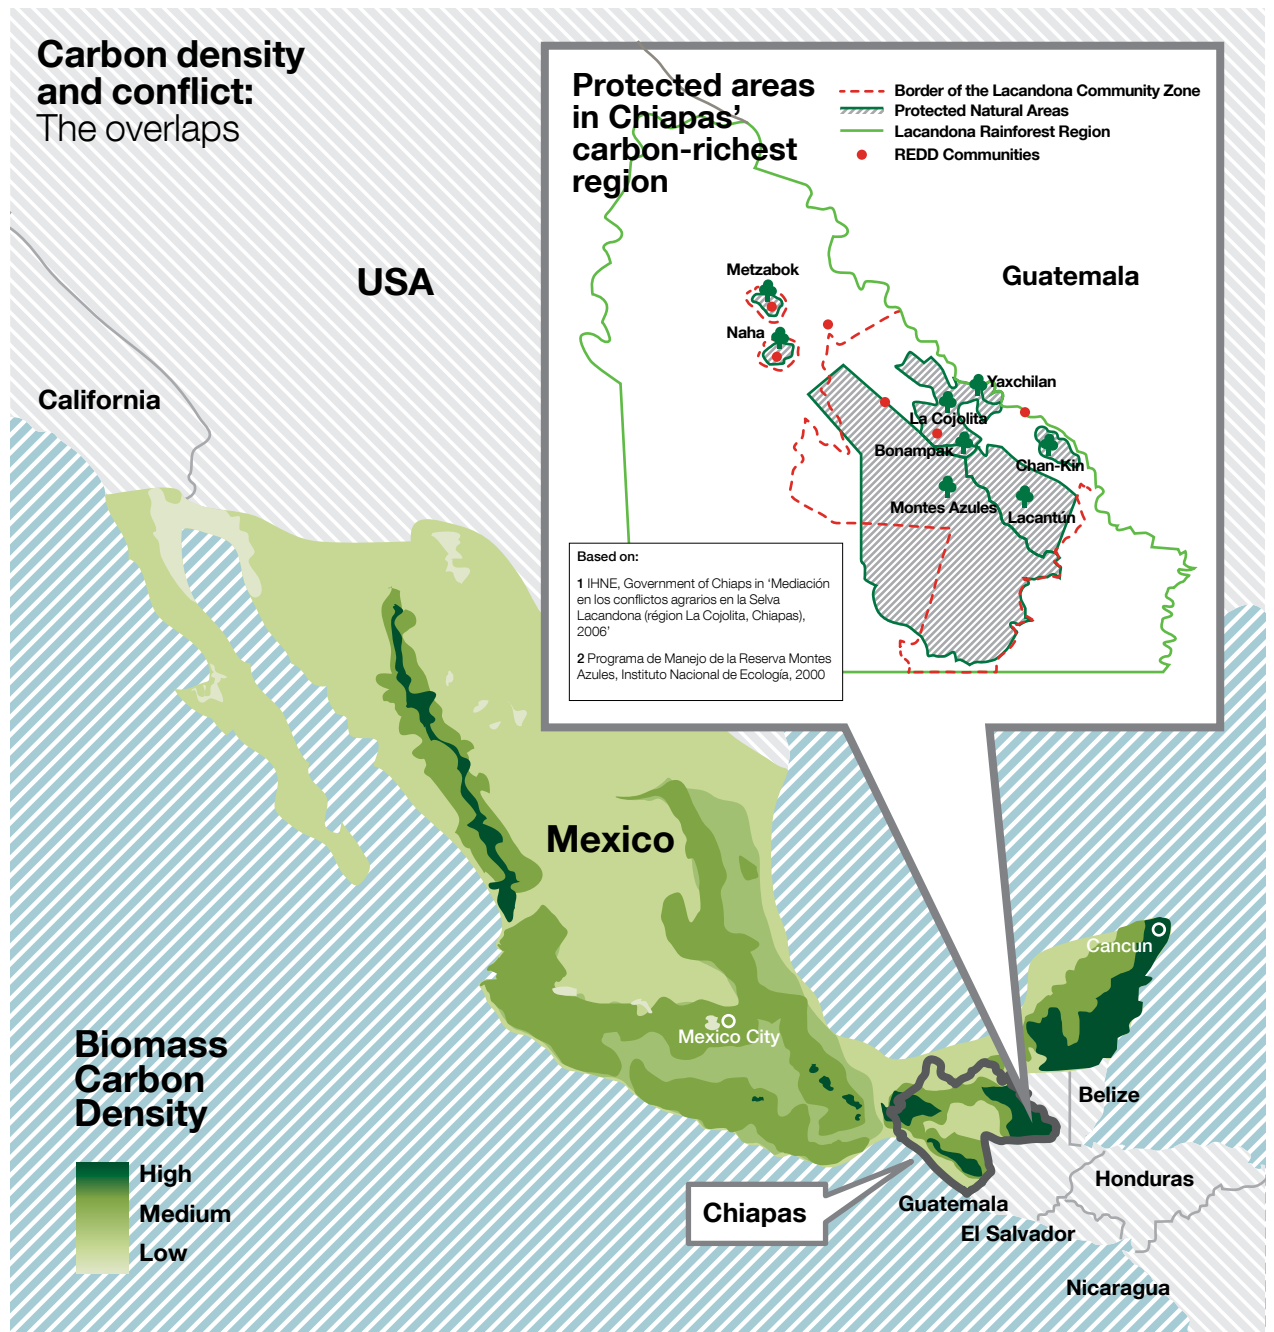 Carbon density
and conflict:
The overlaps
Protected areas
in Chiapas’
carbon-richest
region
Border of the Lacandona Community Zone
Protected Natural Areas
Lacandona Rainforest Region
REDD Communities
USA
California
Guatemala
Metzabok
Naha
Yaxchilan
La Cojolita
Bonampak
Chan-Kin
Montes Azules
Lacantún
Based on:
1 IHNE, Government of Chiaps in ‘Mediación
en los conflictos agrarios en la Selva
Lacandona (région La Cojolita, Chiapas),
2006’
2 Programa de Manejo de la Reserva Montes
Azules, Instituto Nacional de Ecología, 2000
Mexico
Cancun
Mexico City
Biomass
Carbon
Density
High
Medium
Low
Belize
Honduras
Chiapas
Guatemala
El Salvador
Nicaragua